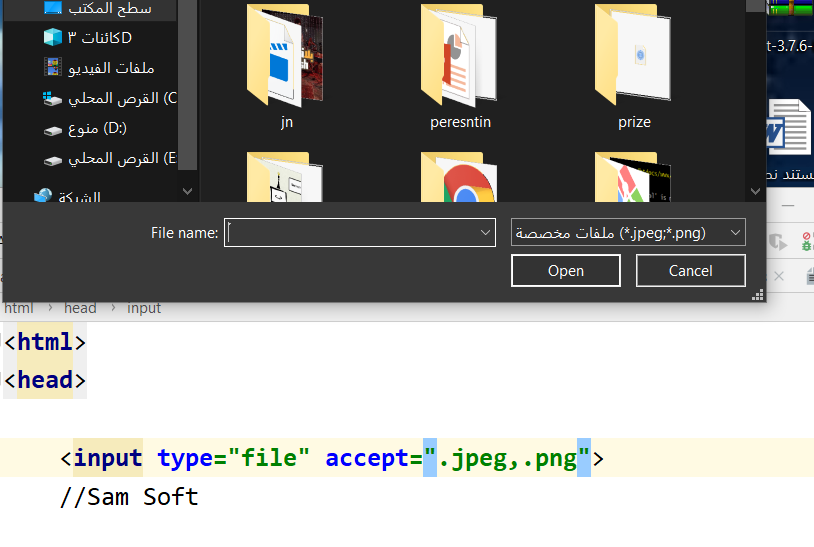 سطح المكتب
كائنات ٣D
ملفات الفيديو
القرص المحلي (C
منوع (D:)
القرص المحلي (E
الشبكة
jn
peresntin
prize
t-3.7.6-
ستند نص
File name:
ملفات مخصصة (*.jpeg;*.png)
Open
Cancel
html › head › input
<html>
<head>
<input type="file" accept=".jpeg,.png">
//Sam Soft